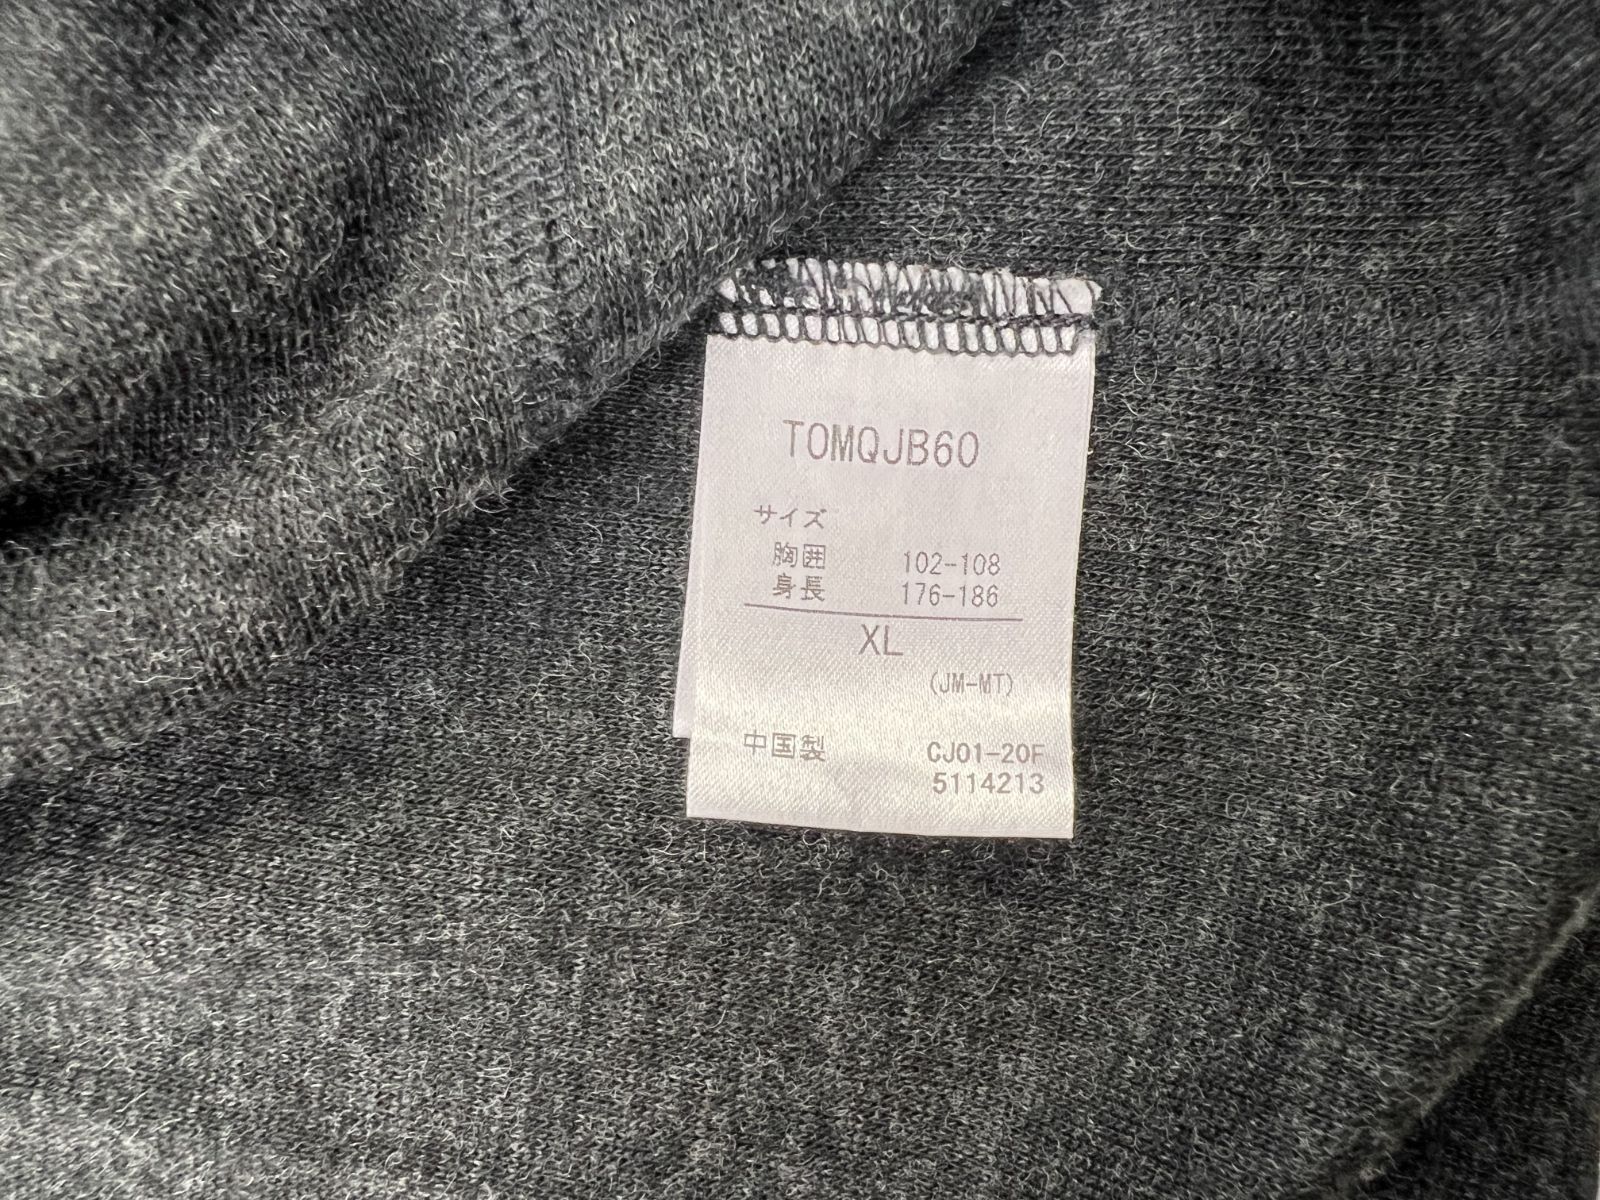 TOMQJB60
サイズ
胸囲 102-108
身長 176-186
XL
(JM-MT)
中国製 CJ01-20F
5114213